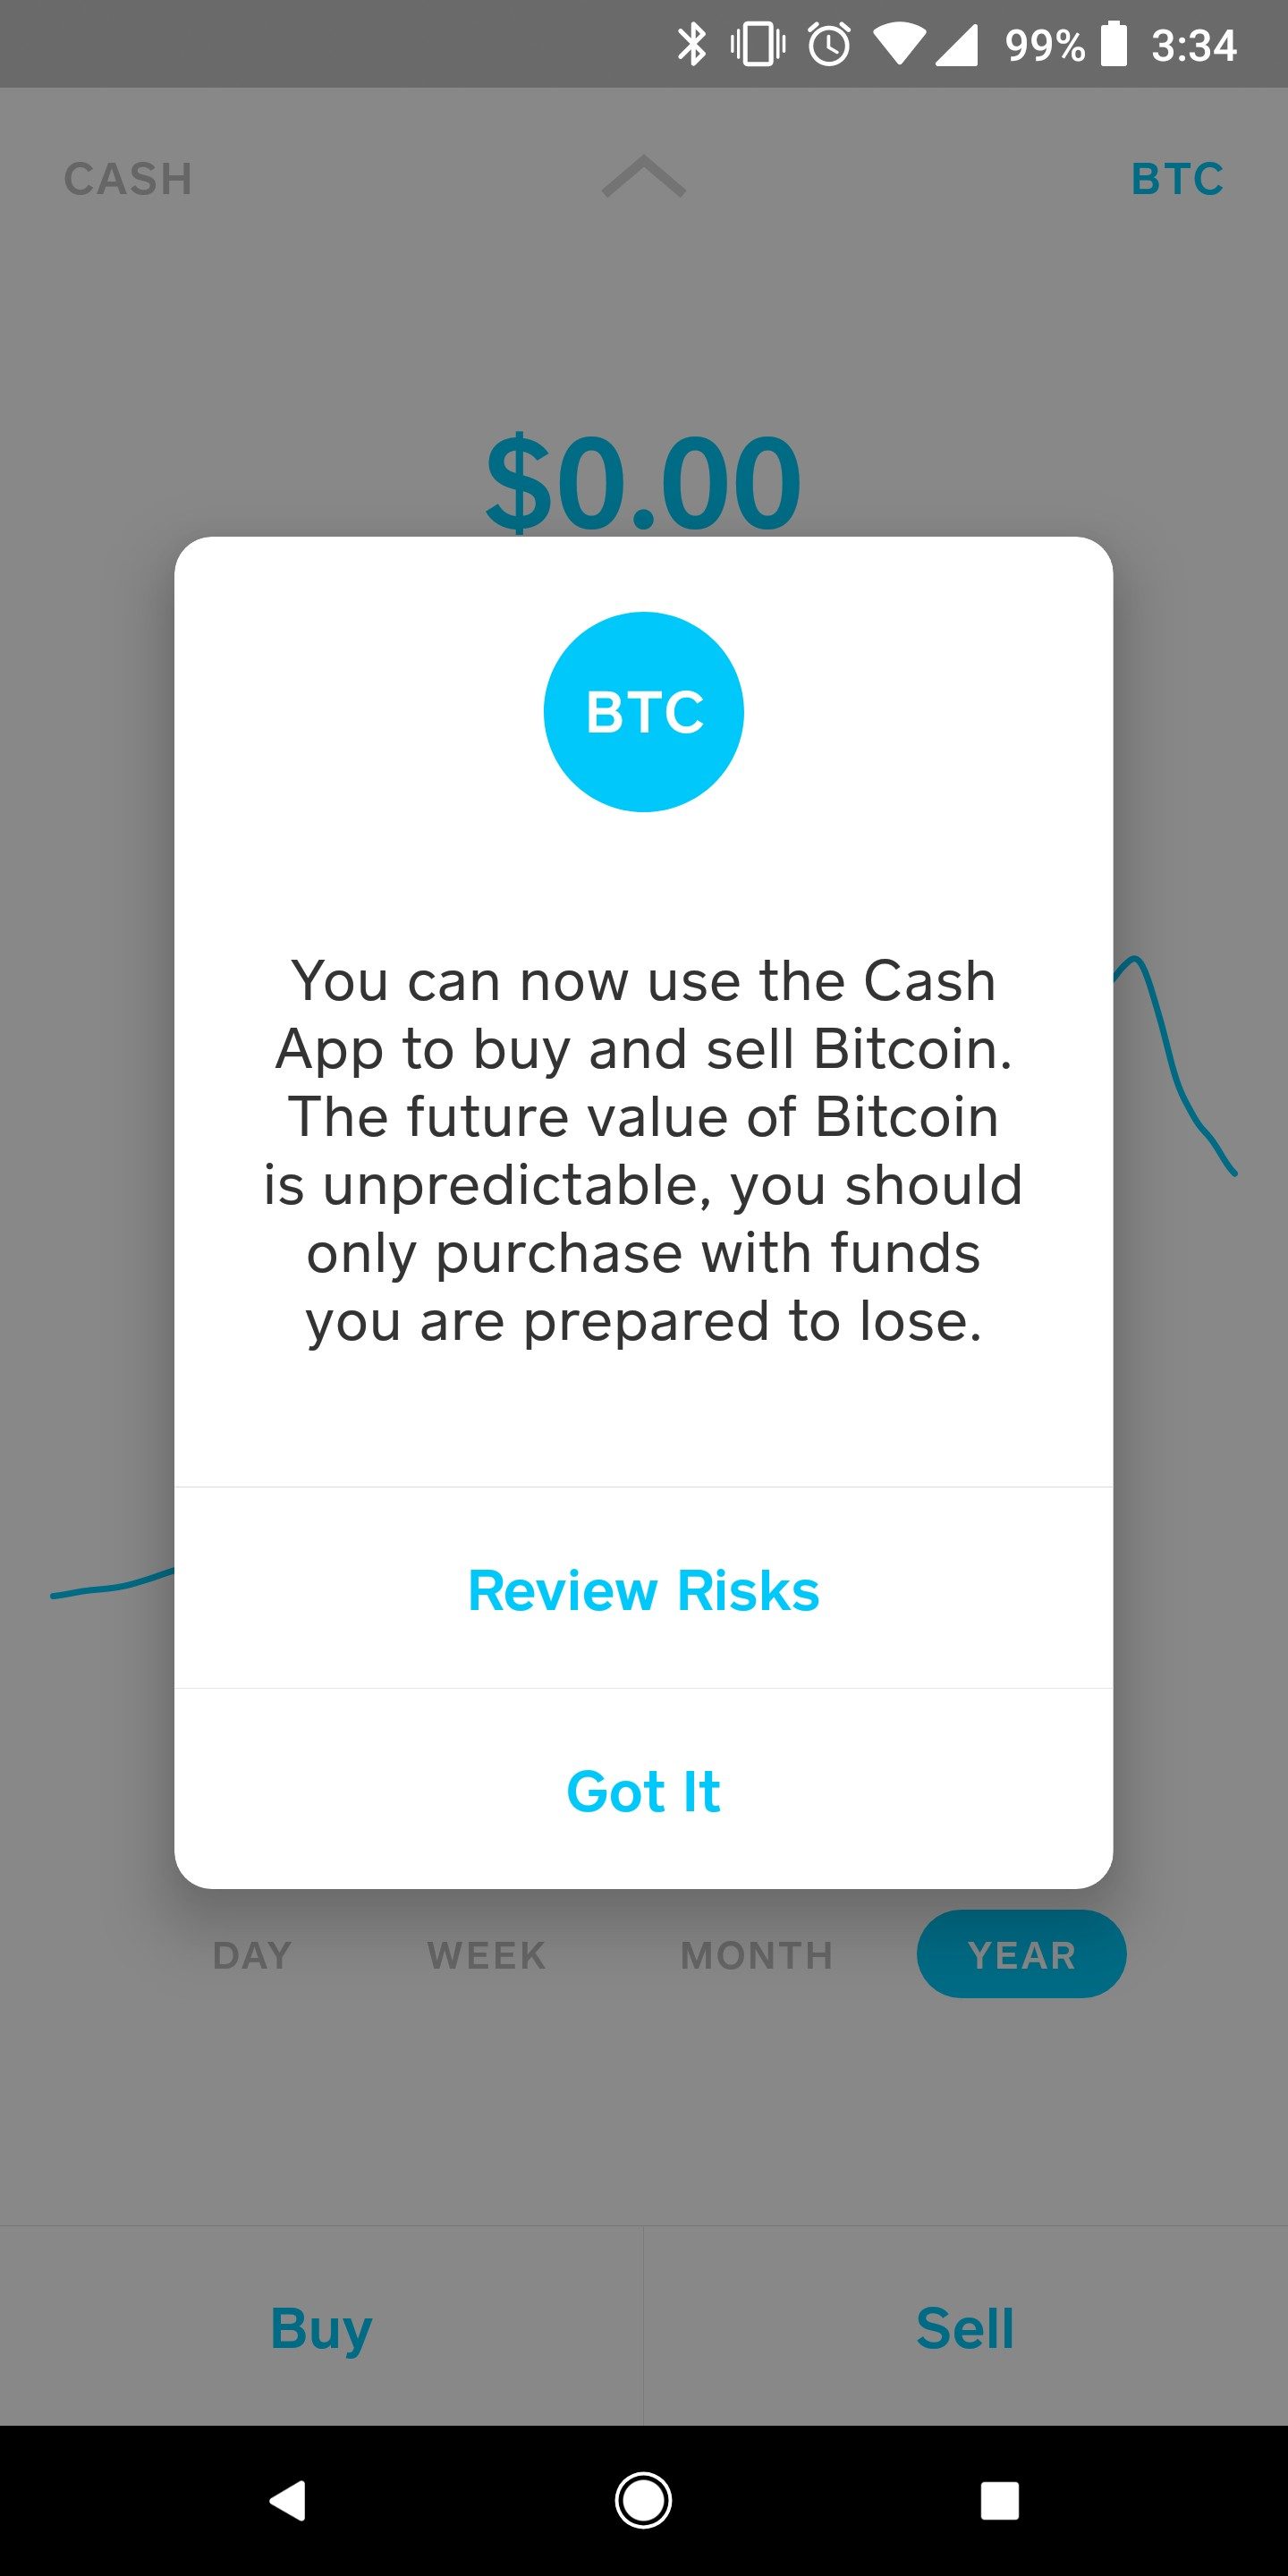 99% 3:34
CASH BTC
$0.00
BTC
You can now use the Cash
App to buy and sell Bitcoin.
The future value of Bitcoin
is unpredictable, you should
only purchase with funds
you are prepared to lose.
Review Risks
Got It
DAY WEEK MONTH YEAR
Buy Sell